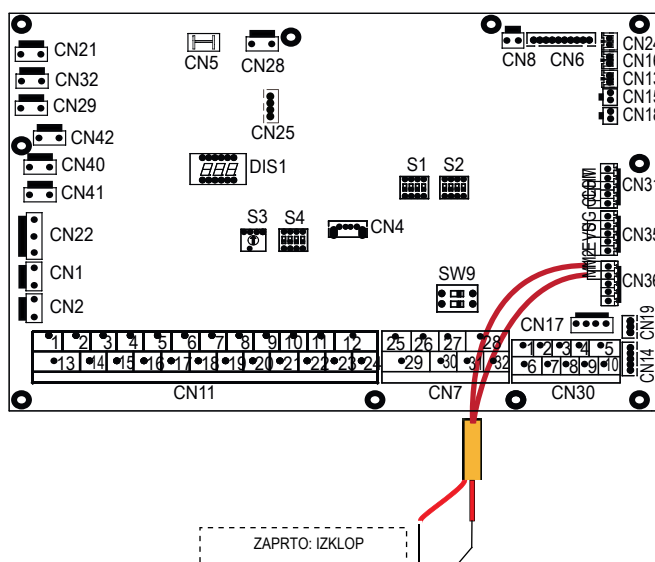 CN21
CN32
CN29
CN42
CN40
CN41
CN22
CN1
CN2
CN5
CN28
CN25
DIS1
CN8
CN6
CN24
CN16
CN13
CN15
CN18
S1 S2
S3 S4
CN4
SW9
CN31
CN35
CN36
CN17
CN19
CN14
1 2 3 4 5 6 7 8 9 10 11 12
13 14 15 16 17 18 19 20 21 22 23 24
CN11
25 26 27 28
29 30 31 32
CN7
1 2 3 4 5
6 7 8 9 10
CN30
ZAPRTO: IZKLOP